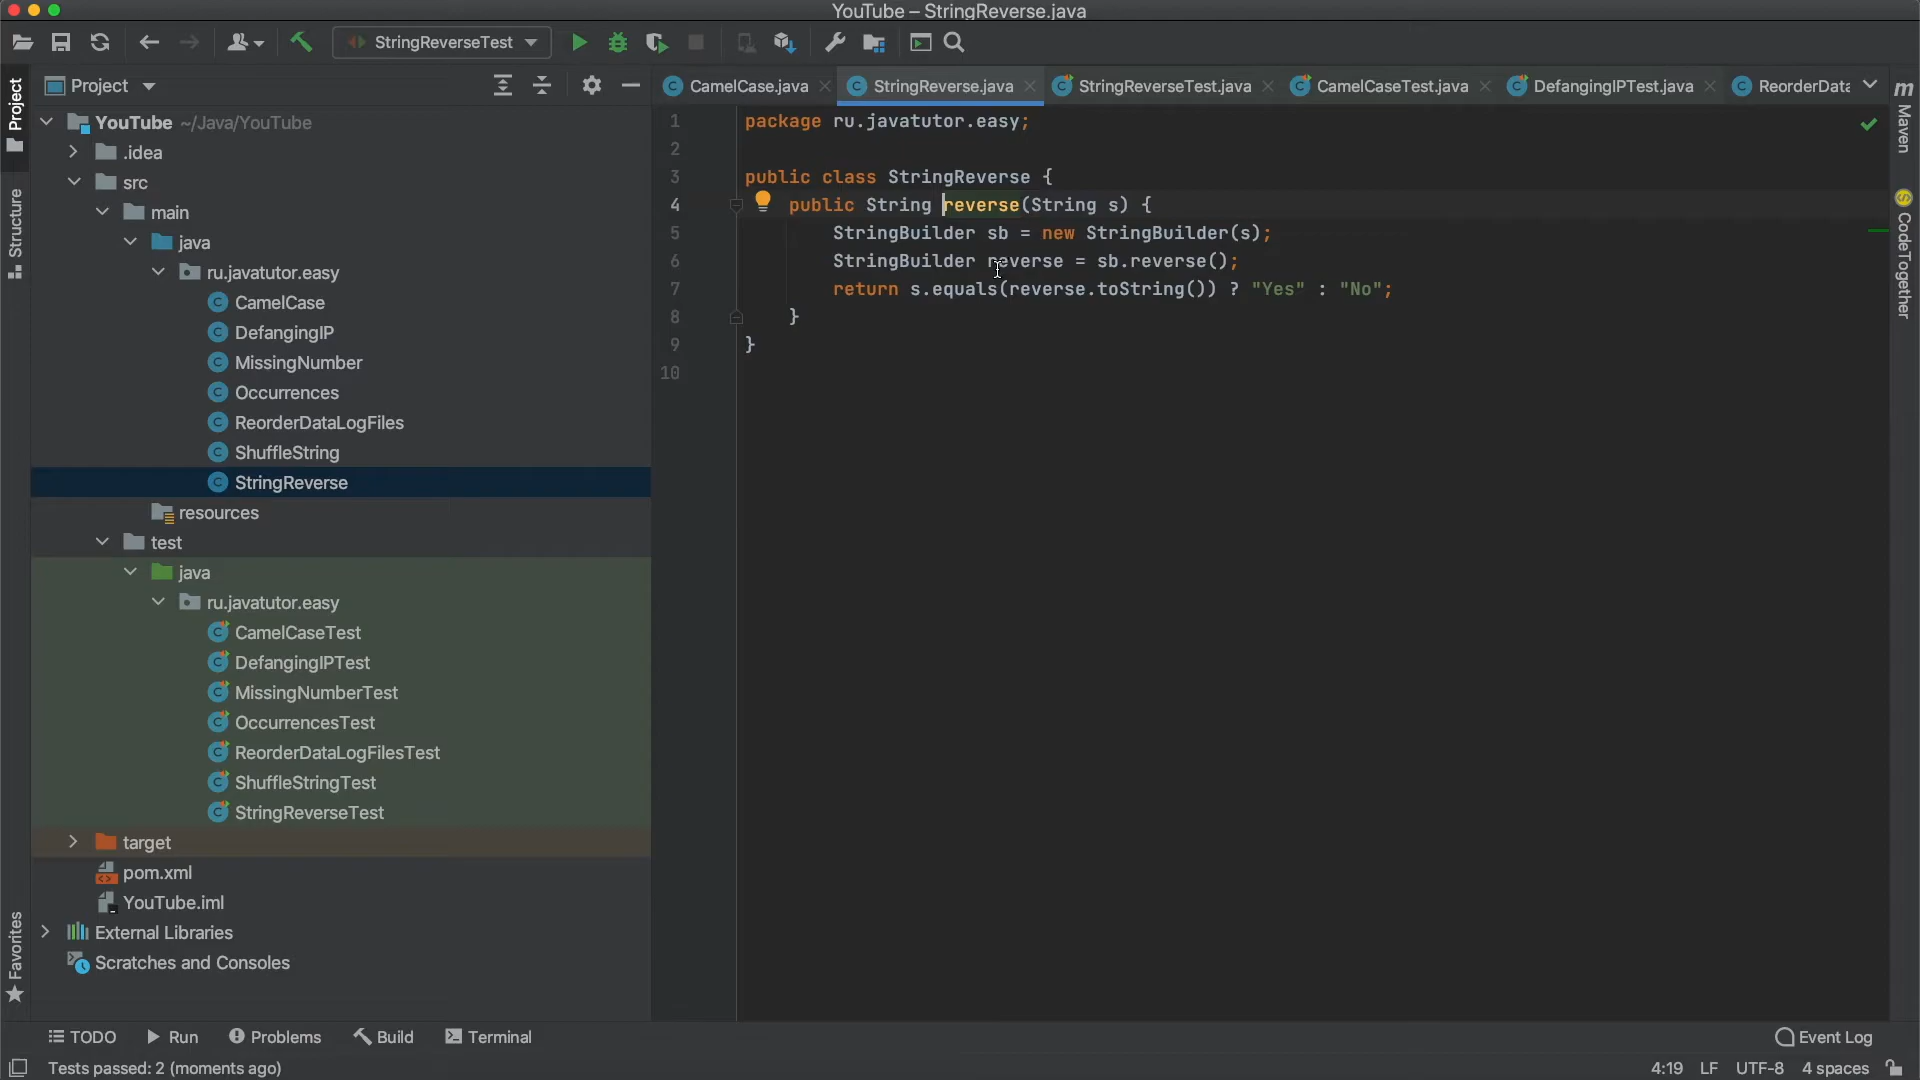 YouTube – StringReverse.java
StringReverseTest
Project
CamelCase.java
StringReverse.java
StringReverseTest.java
CamelCaseTest.java
DefangingIPTest.java
ReorderData
Project
Structure
Favorites
YouTube ~/Java/YouTube
.idea
src
main
java
ru.javatutor.easy
CamelCase
DefangingIP
MissingNumber
Occurrences
ReorderDataLogFiles
ShuffleString
StringReverse
resources
test
java
ru.javatutor.easy
CamelCaseTest
DefangingIPTest
MissingNumberTest
OccurrencesTest
ReorderDataLogFilesTest
ShuffleStringTest
StringReverseTest
target
pom.xml
YouTube.iml
External Libraries
Scratches and Consoles
1 package ru.javatutor.easy;
2
3 public class StringReverse {
4 public String reverse(String s) {
5 StringBuilder sb = new StringBuilder(s);
6 StringBuilder reverse = sb.reverse();
7 return s.equals(reverse.toString()) ? "Yes" : "No";
8 }
9 }
10
m Maven
CodeTogether
TODO
Run
Problems
Build
Terminal
Event Log
Tests passed: 2 (moments ago)
4:19 LF UTF-8 4 spaces